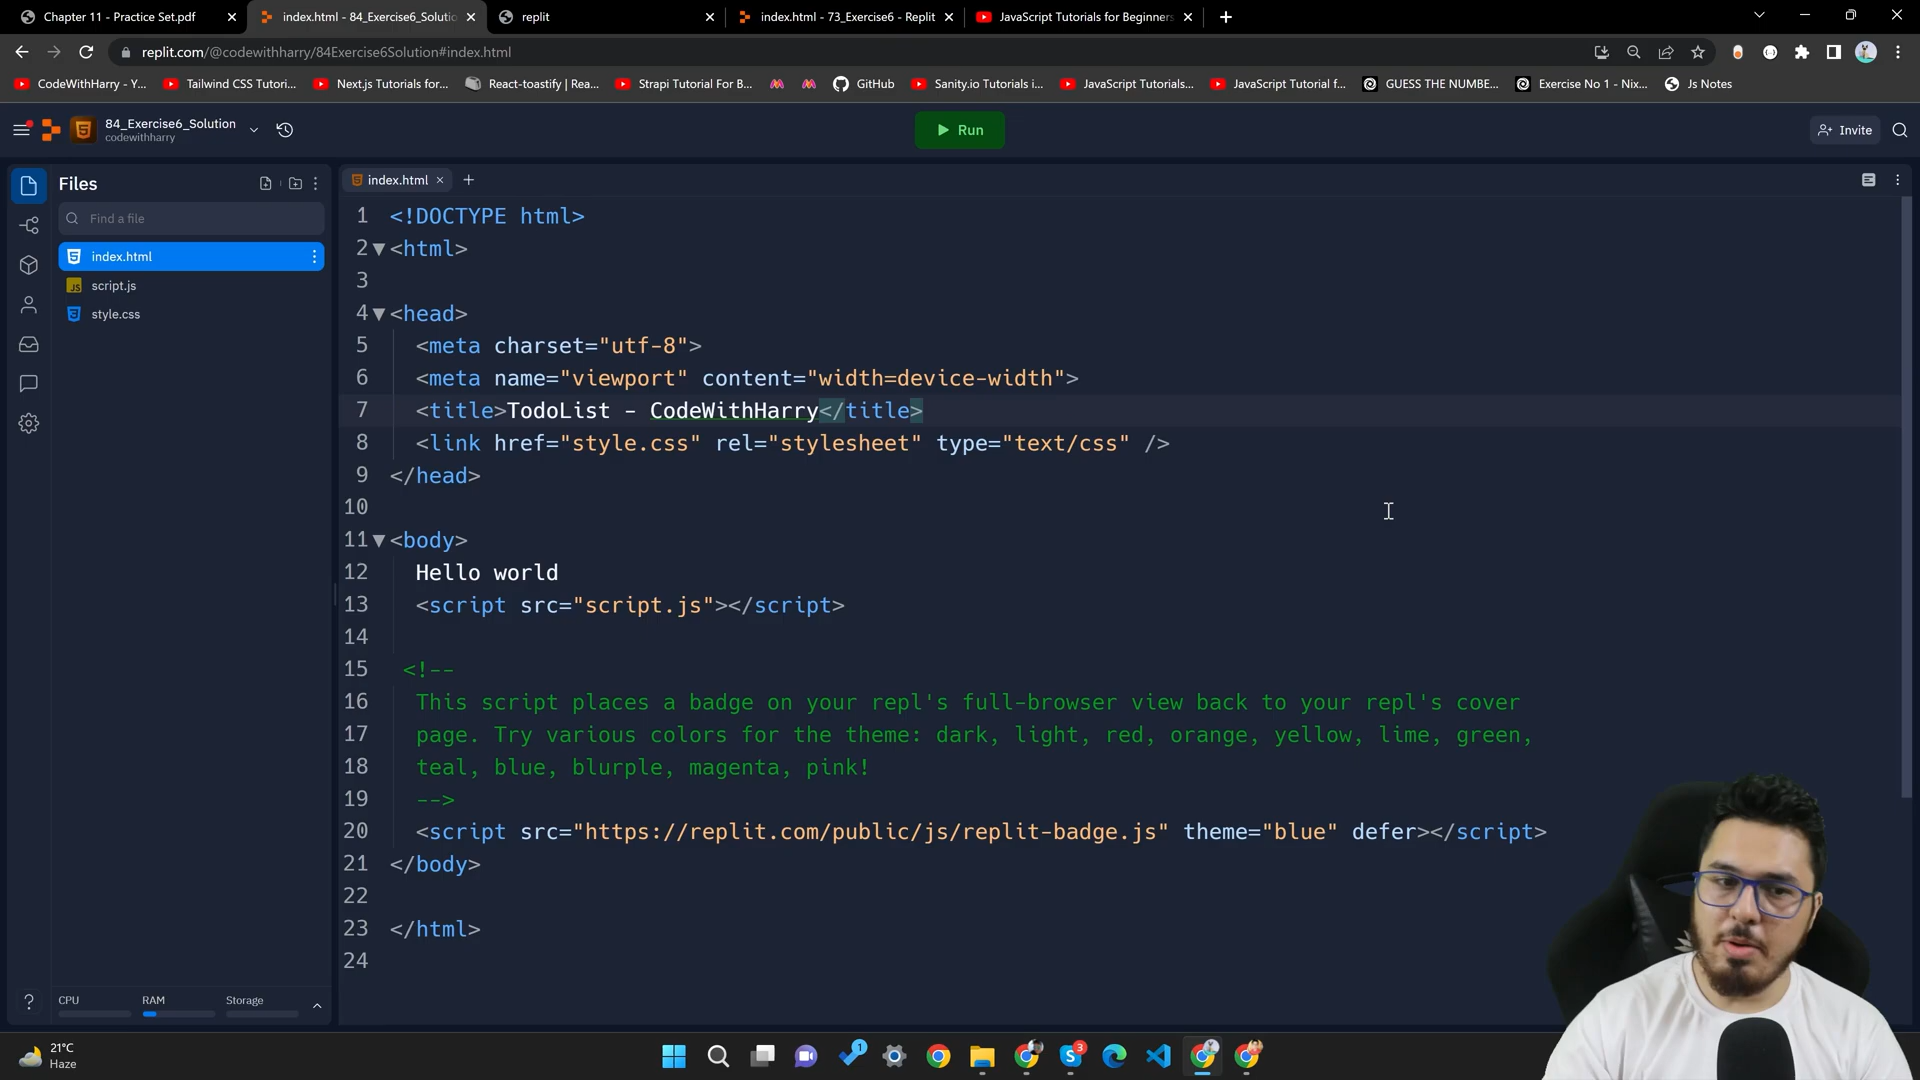 Chapter 11 - Practice Set.pdf
index.html - 84_Exercise6_Solutio
replit
index.html - 73_Exercise6 - Replit
JavaScript Tutorials for Beginners
replit.com/@codewithharry/84Exercise6Solution#index.html
CodeWithHarry - Y...
Tailwind CSS Tutori...
Next.js Tutorials for...
React-toastify | Rea...
Strapi Tutorial For B...
GitHub
Sanity.io Tutorials i...
JavaScript Tutorials...
JavaScript Tutorial f...
GUESS THE NUMBE...
Exercise No 1 - Nix...
Js Notes
84_Exercise6_Solution
codewithharry
Run
Invite
Files
Find a file
index.html
JS script.js
style.css
index.html
1 <!DOCTYPE html>
2 <html>
3
4 <head>
5 <meta charset="utf-8">
6 <meta name="viewport" content="width=device-width">
7 <title>TodoList - CodeWithHarry</title>
8 <link href="style.css" rel="stylesheet" type="text/css" />
9 </head>
10
11 <body>
12 Hello world
13 <script src="script.js"></script>
14
15 <!--
16 This script places a badge on your repl's full-browser view back to your repl's cover
17 page. Try various colors for the theme: dark, light, red, orange, yellow, lime, green,
18 teal, blue, blurple, magenta, pink!
19 -->
20 <script src="https://replit.com/public/js/replit-badge.js" theme="blue" defer></script>
21 </body>
22
23 </html>
24
CPU
RAM
Storage
21°C
Haze
1
3